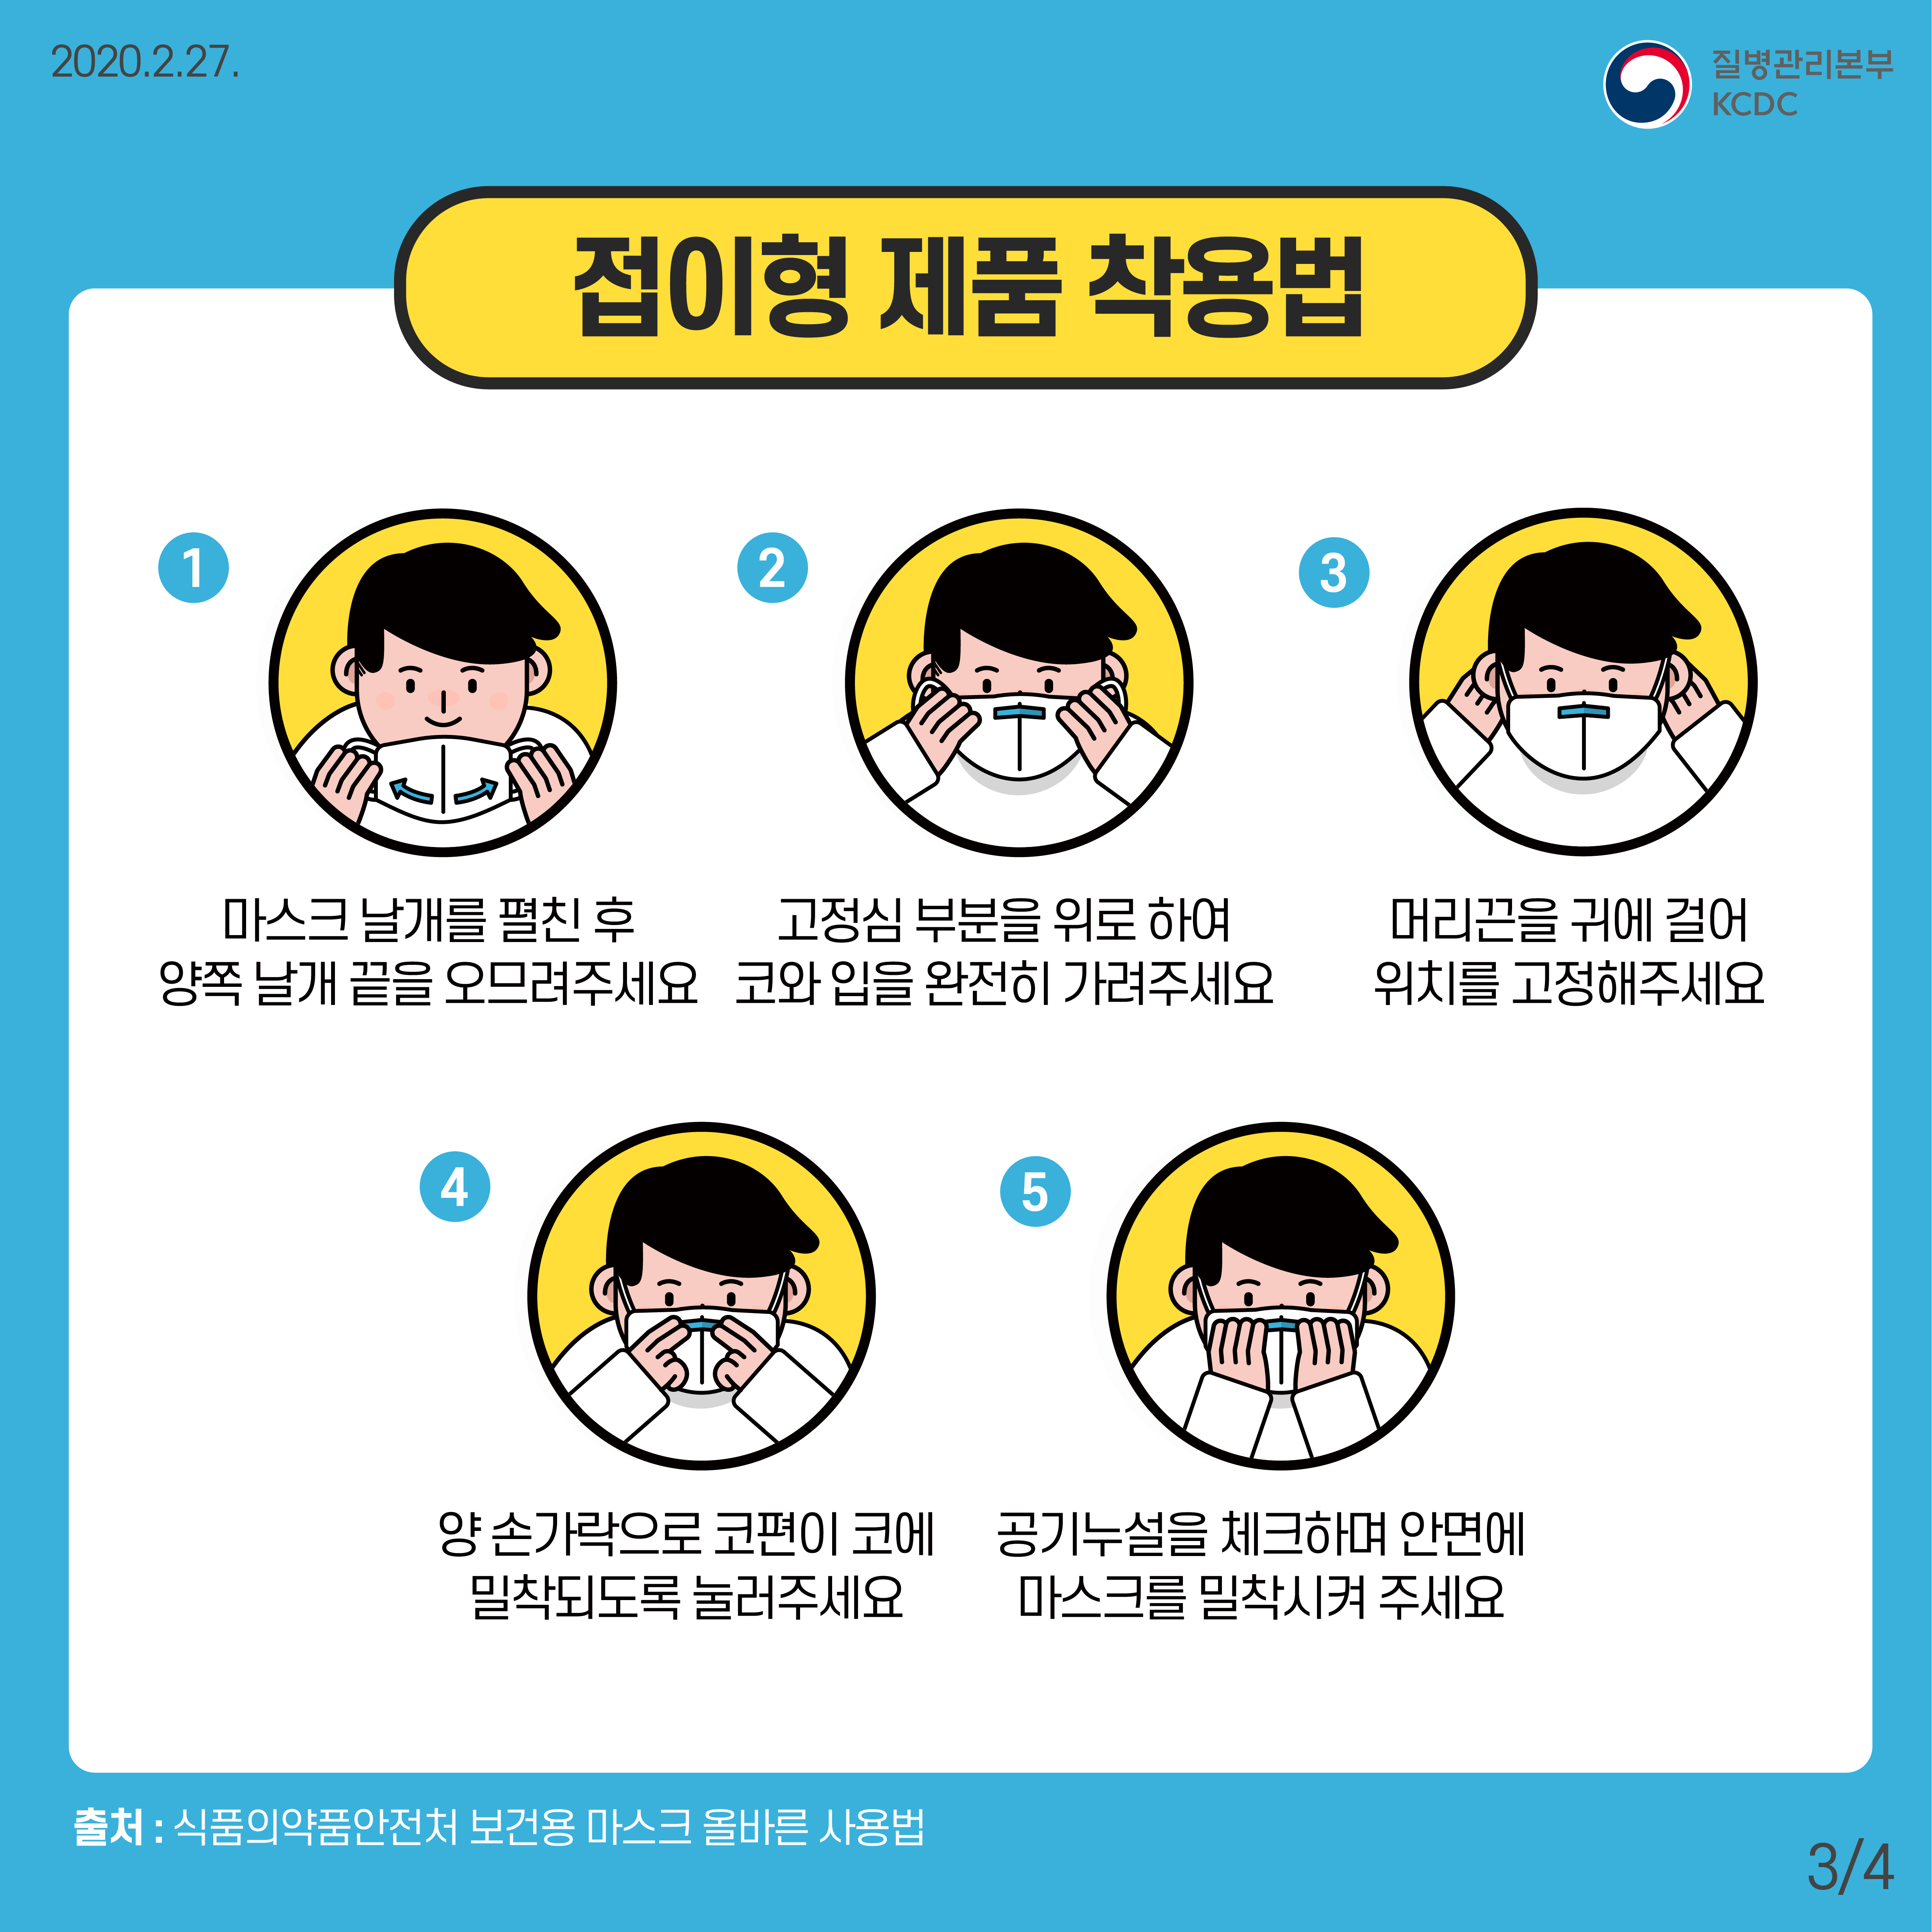 2020.2.27.
질병관리본부
KCDC
접이형 제품 착용법
1
마스크 날개를 펼친 후
양쪽 날개 끝을 오므려주세요
2
고정심 부분을 위로 하여
코와 입을 완전히 가려주세요
3
머리끈을 귀에 걸어
위치를 고정해주세요
4
양 손가락으로 코편이 코에
밀착되도록 눌러주세요
5
공기누설을 체크하며 안면에
마스크를 밀착시켜 주세요
출처 : 식품의약품안전처 보건용 마스크 올바른 사용법
3/4